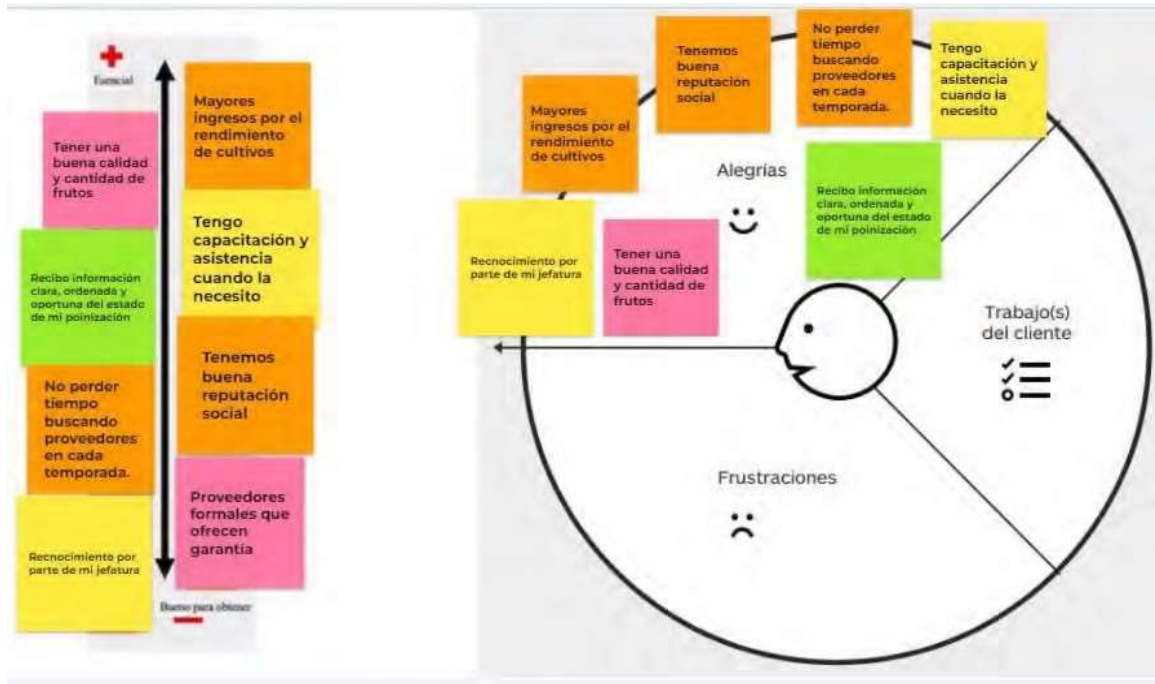 Esencial
Mayores
ingresos por el
rendimiento
de cultivos
Tener una
buena calidad
y cantidad de
frutos
Tengo
capacitación y
asistencia
cuando la
necesito
Recibo información
clara, ordenada y
oportuna del estado
de mi poinización
Tenemos
buena
reputación
social
No perder
tiempo
buscando
proveedores
en cada
temporada.
Proveedores
formales que
ofrecen
garantía
Recnocimiento por
parte de mi jefatura
Bueno para obtener
Tenemos
buena
reputación
social
No perder
tiempo
buscando
proveedores
en cada
temporada.
Tengo
capacitación y
asistencia
cuando la
necesito
Mayores
ingresos por el
rendimiento
de cultivos
Alegrías
Recibo información
clara, ordenada y
oportuna del estado
de mi poinización
Recnocimiento por
parte de mi jefatura
Tener una
buena calidad
y cantidad de
frutos
Trabajo(s)
del cliente
Frustraciones